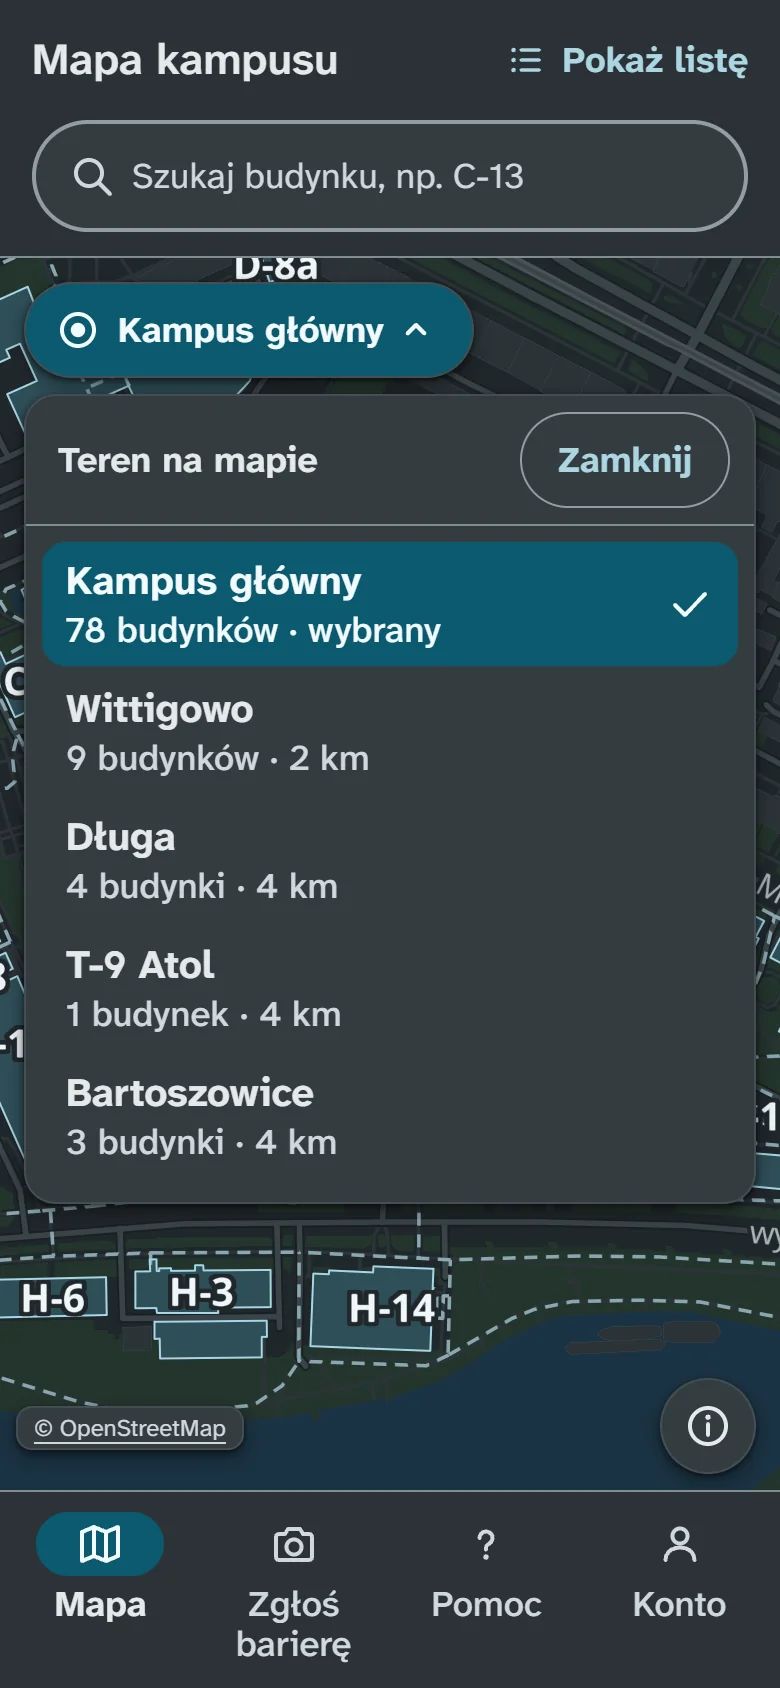 Mapa kampusu
Pokaż listę
Szukaj budynku, np. C-13
D-8a
Kampus główny
Teren na mapie
Zamknij
Kampus główny
78 budynków · wybrany
Wittigowo
9 budynków · 2 km
Długa
4 budynki · 4 km
T-9 Atol
1 budynek · 4 km
Bartoszowice
3 budynki · 4 km
H-6
H-3
H-14
© OpenStreetMap
Mapa
Zgłoś
barierę
Pomoc
Konto